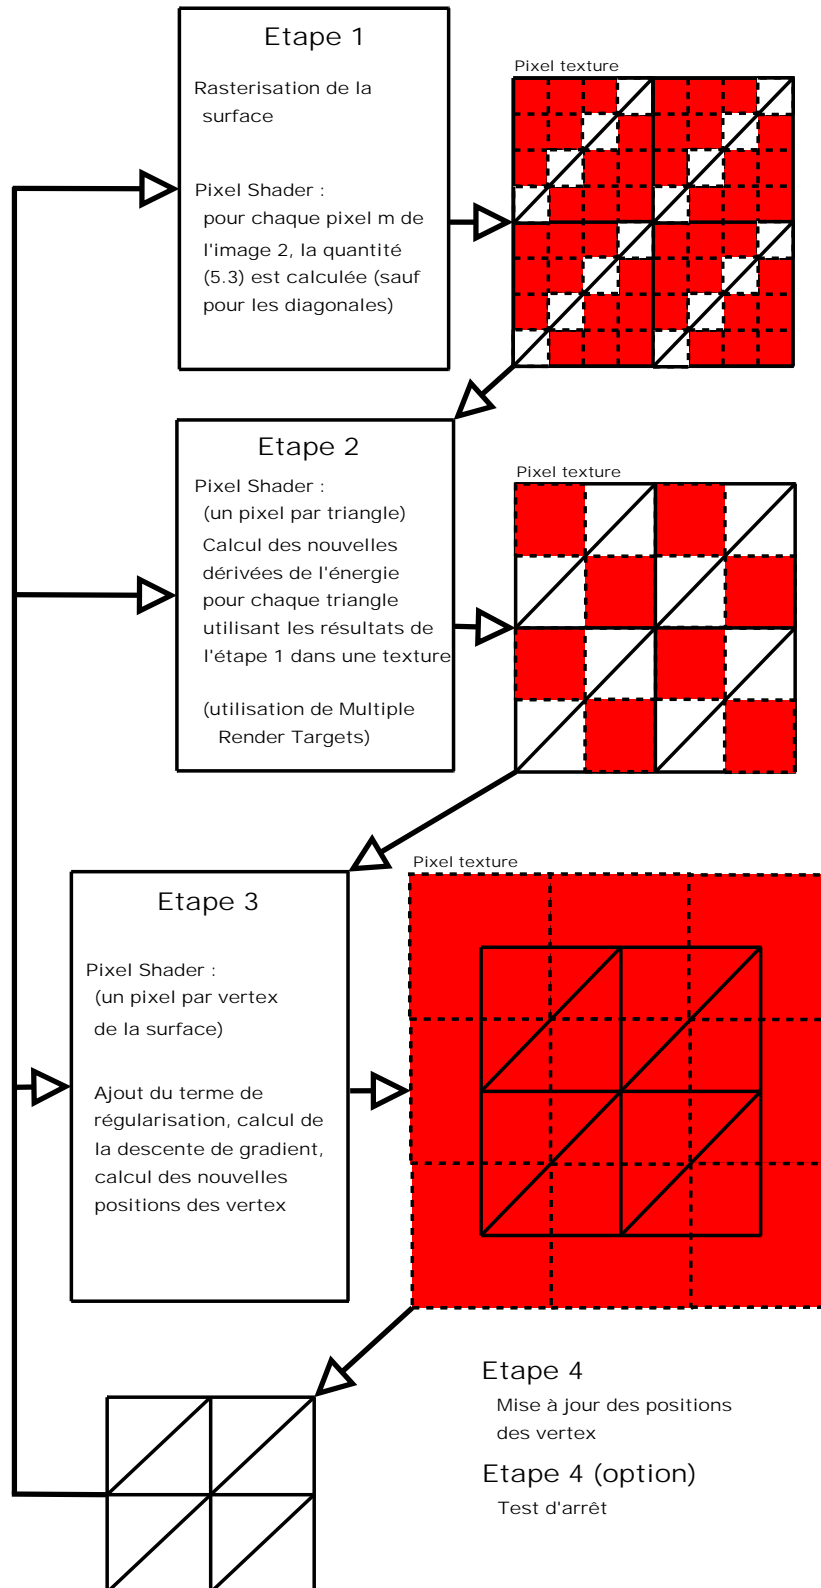 Etape 1
Rasterisation de la
surface
Pixel Shader :
pour chaque pixel m de
l'image 2, la quantité
(5.3) est calculée (sauf
pour les diagonales)
Pixel texture
Etape 2
Pixel Shader :
(un pixel par triangle)
Calcul des nouvelles
dérivées de l'énergie
pour chaque triangle
utilisant les résultats de
l'étape 1 dans une texture
(utilisation de Multiple
Render Targets)
Pixel texture
Etape 3
Pixel Shader :
(un pixel par vertex
de la surface)
Ajout du terme de
régularisation, calcul de
la descente de gradient,
calcul des nouvelles
positions des vertex
Pixel texture
Etape 4
Mise à jour des positions
des vertex
Etape 4 (option)
Test d'arrêt